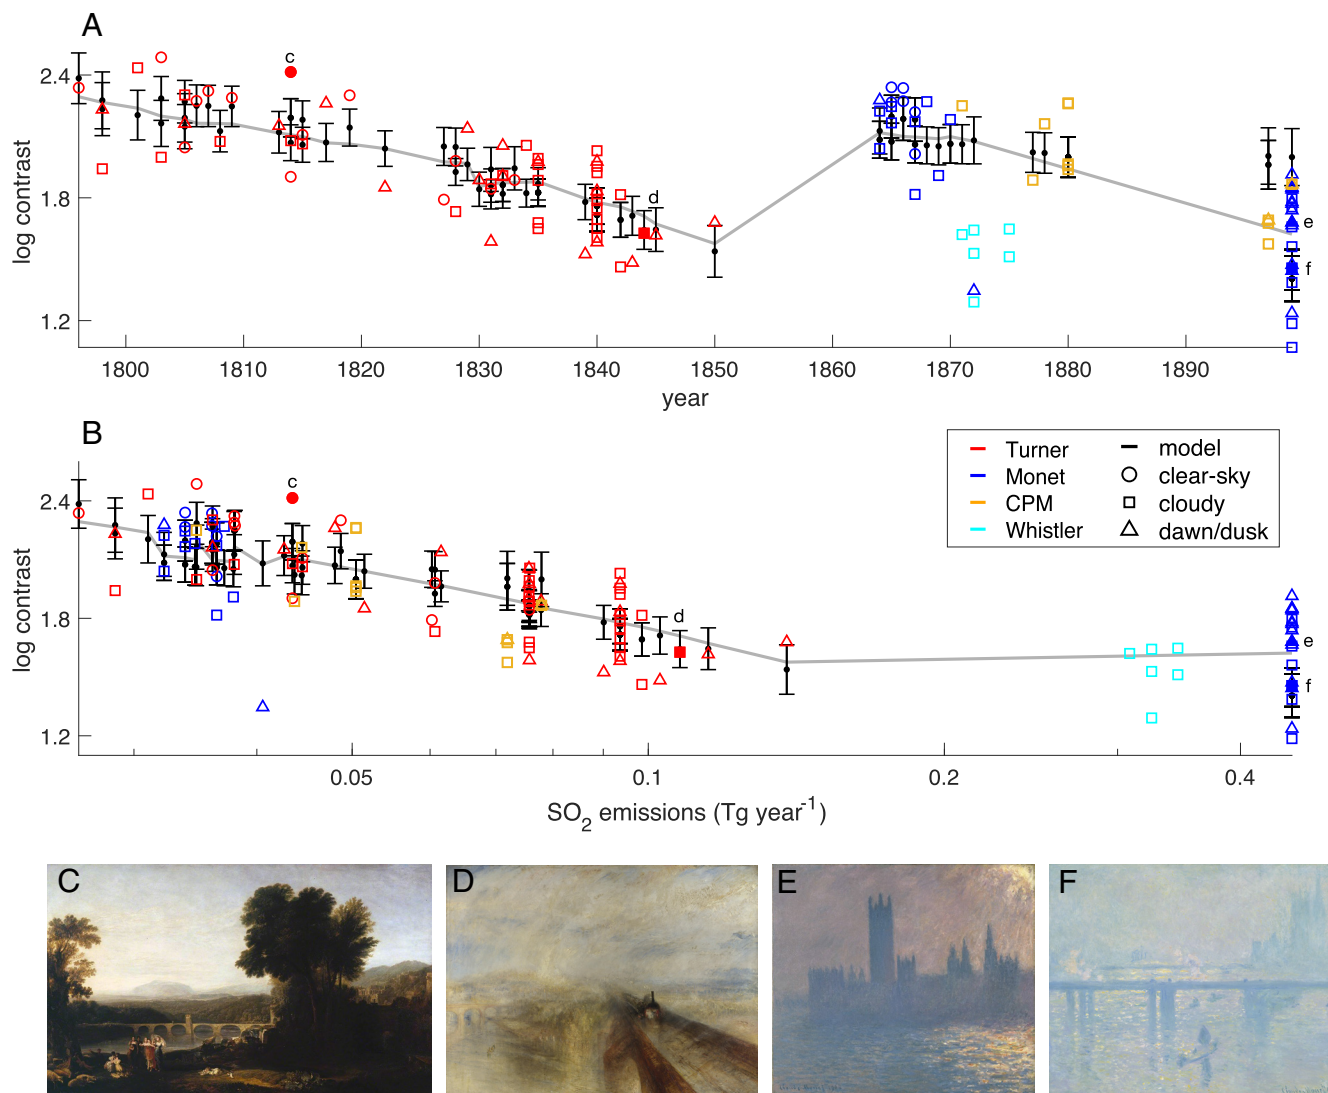 A
log contrast
2.4
1.8
1.2
c
d
e
f
1800 1810 1820 1830 1840 1850 1860 1870 1880 1890
year
B
log contrast
2.4
1.8
1.2
c
d
e
f
Turner
Monet
CPM
Whistler
model
clear-sky
cloudy
dawn/dusk
0.05 0.1 0.2 0.4
SO2 emissions (Tg year-1)
C D E F